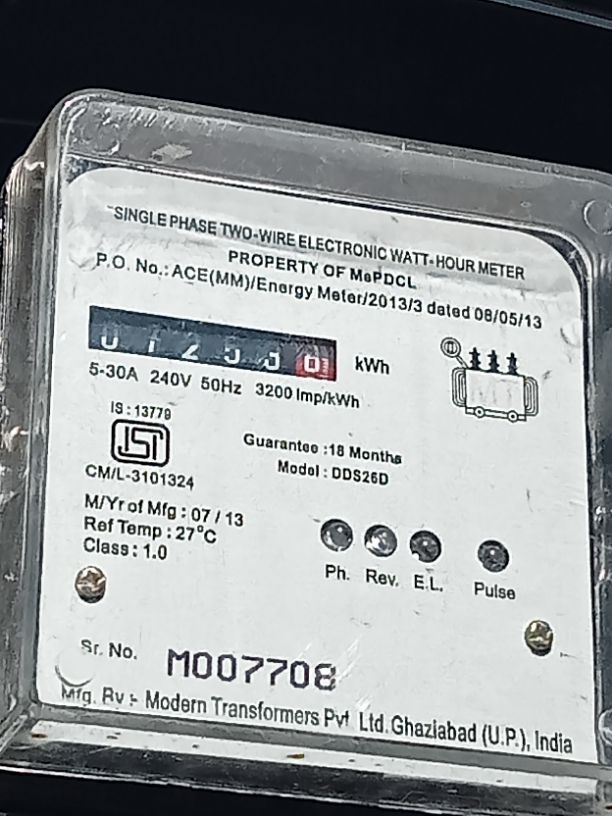 SINGLE PHASE TWO-WIRE ELECTRONIC WATT-HOUR METER
PROPERTY OF MePDCL
P.O. No.: ACE(MM)/Energy Meter/2013/3 dated 08/05/13
kWh
5-30A 240V 50Hz 3200 Imp/kWh
IS : 13779
ISI
CM/L-3101324
Guarantee :18 Months
Model : DDS26D
M/Yr of Mfg : 07 / 13
Ref Temp : 27°C
Class : 1.0
Ph. Rev. E.L. Pulse
Sr. No. M007708
Mfg. By :- Modern Transformers Pvt Ltd. Ghaziabad (U.P.), India